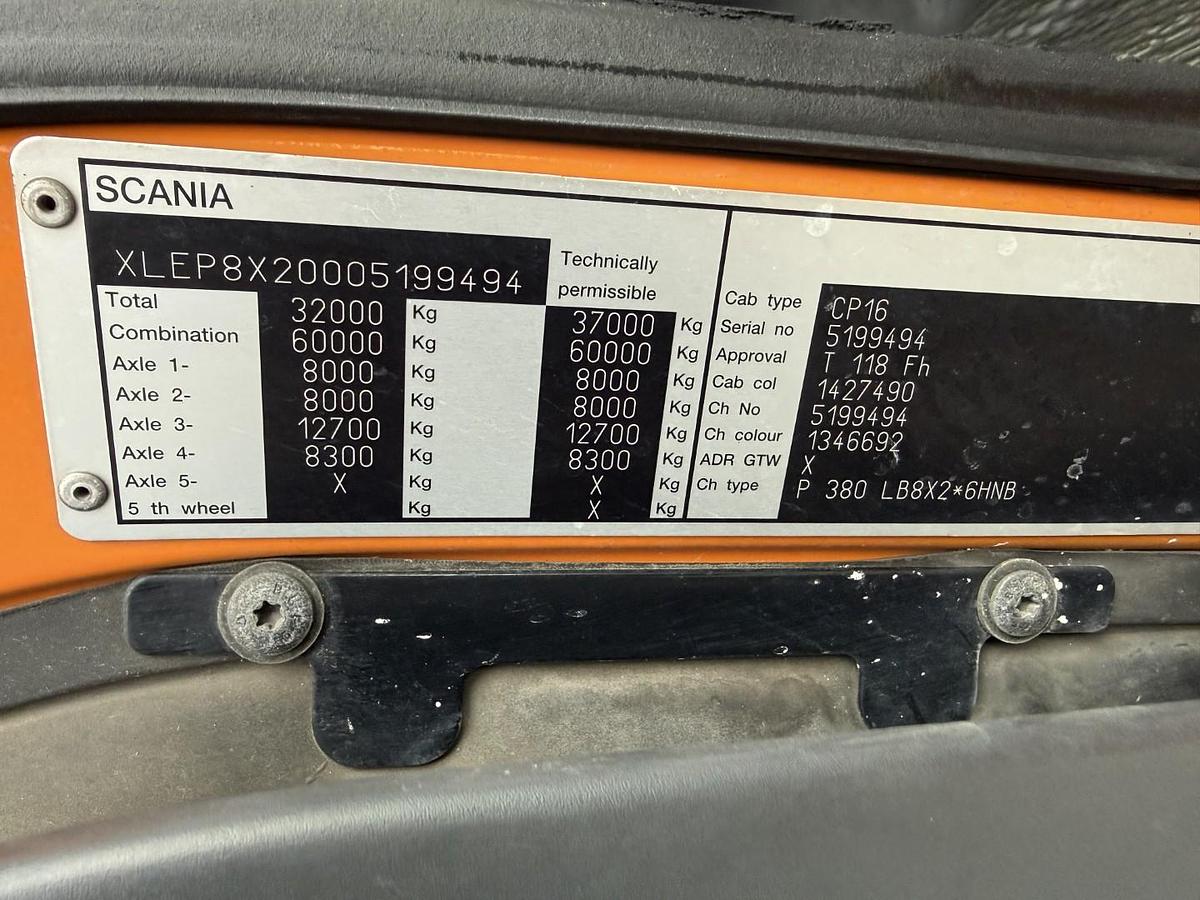 SCANIA
XLEP8X20005199494
Technically
permissible
Total 32000 Kg 37000 Kg
Combination 60000 Kg 60000 Kg
Axle 1- 8000 Kg 8000 Kg
Axle 2- 8000 Kg 8000 Kg
Axle 3- 12700 Kg 12700 Kg
Axle 4- 8300 Kg 8300 Kg
Axle 5- X Kg X Kg
5 th wheel Kg X Kg
Cab type CP16
Serial no 5199494
Approval T 118 Fh
Cab col 1427490
Ch No 5199494
Ch colour 1346692
ADR GTW X
Ch type P 380 LB8X2*6HNB